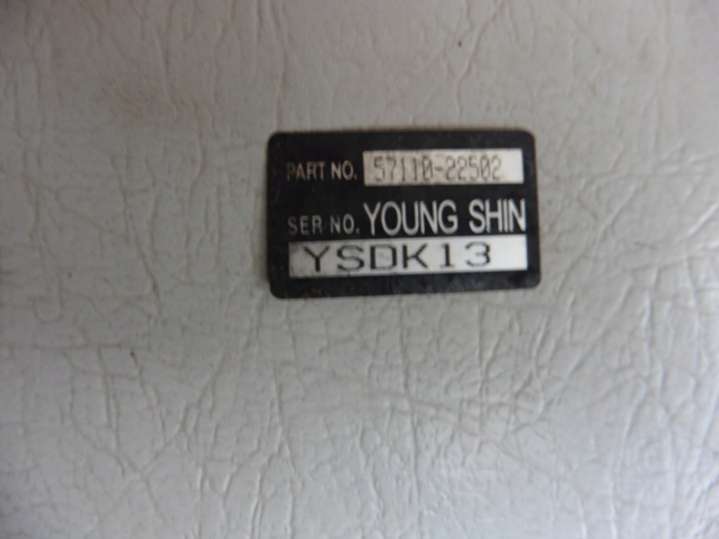 PART NO. 57110-22502
SER NO. YOUNG SHIN
YSDK13